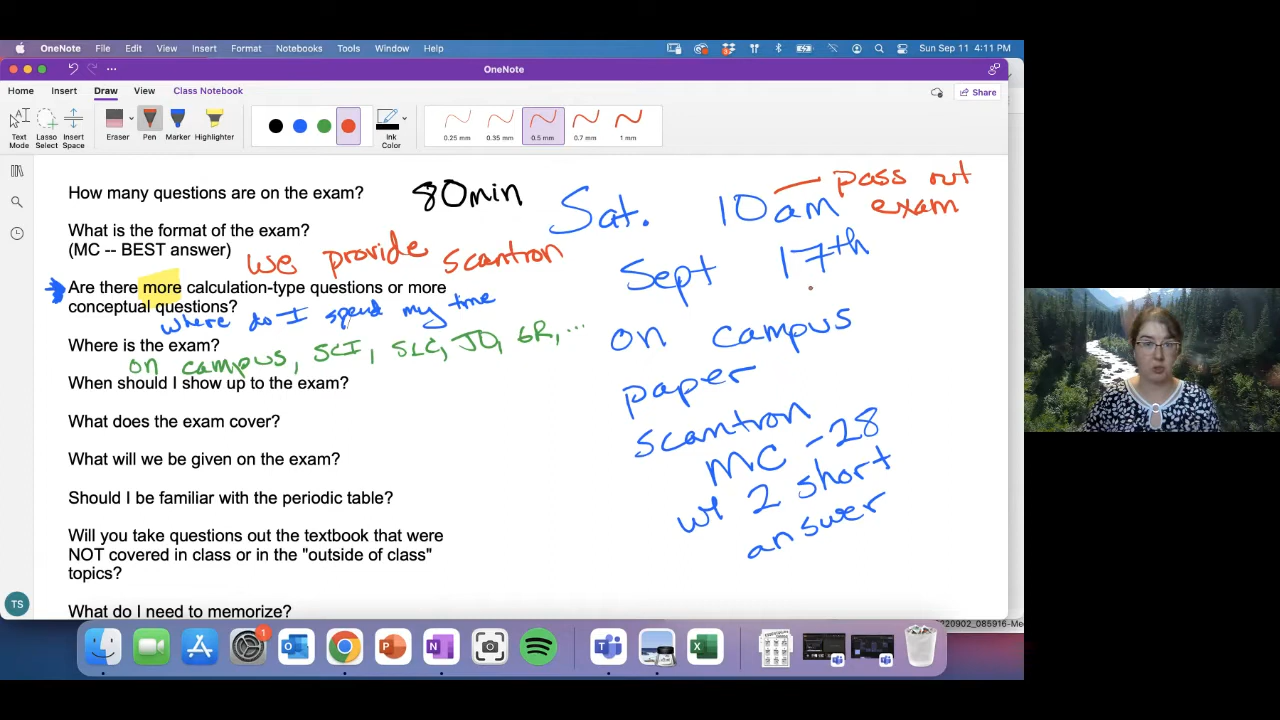 OneNote File Edit View Insert Format Notebooks Tools Window Help Sun Sep 11 4:11 PM
OneNote
Home Insert Draw View Class Notebook Share
Text Mode
Lasso Select
Insert Space
Eraser
Pen
Marker
Highlighter
Ink Color
0.25 mm 0.35 mm 0.5 mm 0.7 mm 1 mm
How many questions are on the exam?
80min
What is the format of the exam?
(MC -- BEST answer)
we provide scantron
Are there more calculation-type questions or more
conceptual questions?
where do I spend my time
Where is the exam?
on campus, SCI, SLC, JO, GR, ...
When should I show up to the exam?
What does the exam cover?
What will we be given on the exam?
Should I be familiar with the periodic table?
Will you take questions out the textbook that were
NOT covered in class or in the "outside of class"
topics?
What do I need to memorize?
Sat. 10am
pass out
exam
Sept 17th
on campus
paper
scantron
MC - 28
w/ 2 short
answer
TS
1
20902_085916-Me